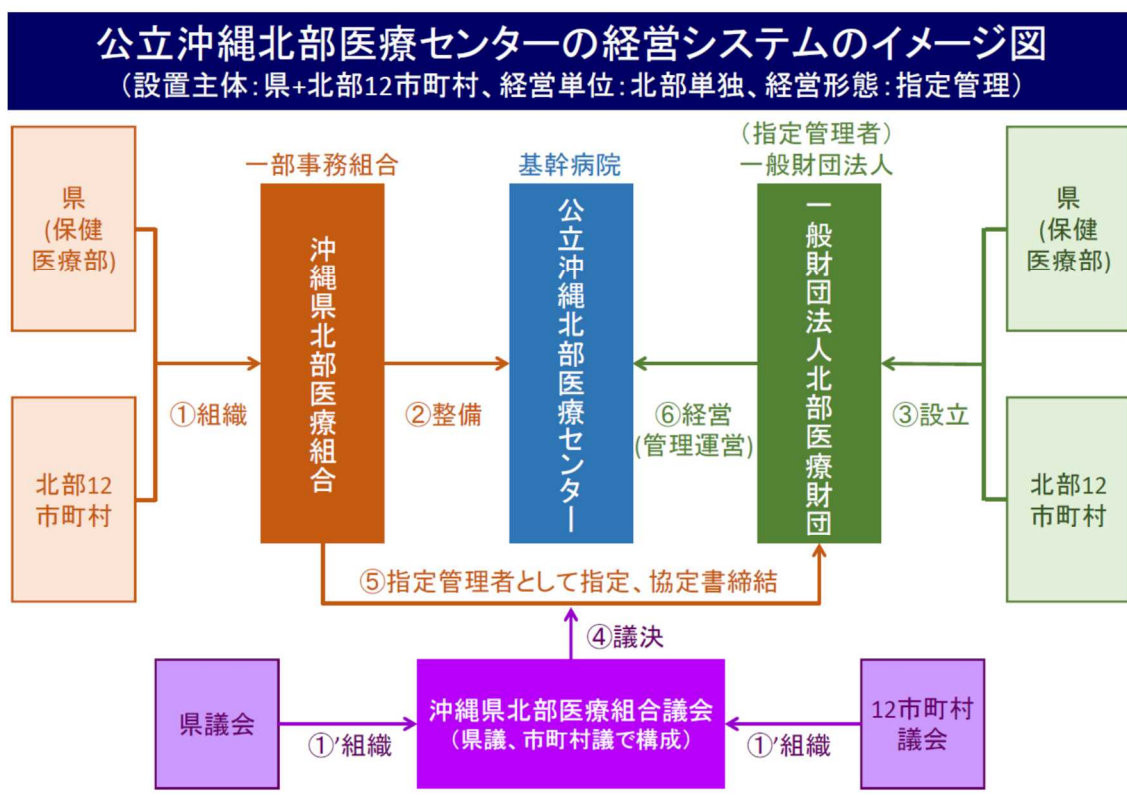 公立沖縄北部医療センターの経営システムのイメージ図
（設置主体：県+北部12市町村、経営単位：北部単独、経営形態：指定管理）
県
(保健
医療部)
北部12
市町村
①組織
一部事務組合
沖縄県北部医療組合
②整備
基幹病院
公立沖縄北部医療センター
⑥経営
(管理運営)
（指定管理者）
一般財団法人
一般財団法人北部医療財団
③設立
県
(保健
医療部)
北部12
市町村
⑤指定管理者として指定、協定書締結
④議決
県議会
①’組織
沖縄県北部医療組合議会
（県議、市町村議で構成）
①’組織
12市町村
議会